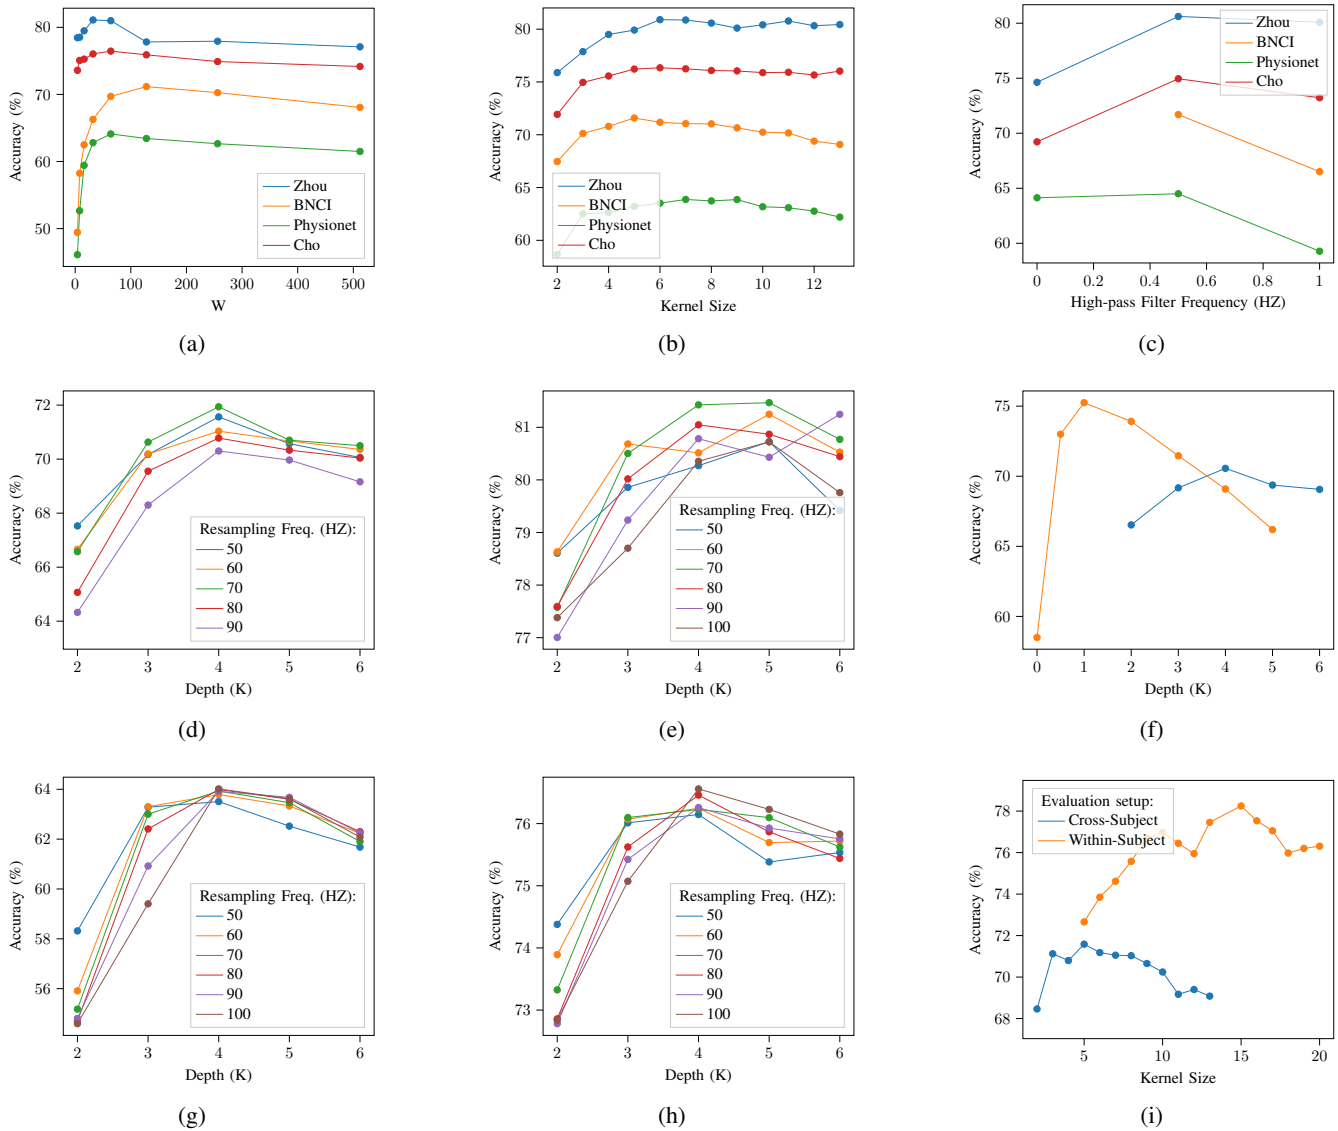 80
70
60
50
0
100
200
300
400
500
Accuracy (%)
W
Zhou
BNCI
Physionet
Cho
(a)
80
75
70
65
60
2
4
6
8
10
12
Accuracy (%)
Kernel Size
Zhou
BNCI
Physionet
Cho
(b)
80
75
70
65
60
0
0.2
0.4
0.6
0.8
1
Accuracy (%)
High-pass Filter Frequency (HZ)
Zhou
BNCI
Physionet
Cho
(c)
72
70
68
66
64
2
3
4
5
6
Accuracy (%)
Depth (K)
Resampling Freq. (HZ):
50
60
70
80
90
(d)
81
80
79
78
77
2
3
4
5
6
Accuracy (%)
Depth (K)
Resampling Freq. (HZ):
50
60
70
80
90
100
(e)
75
70
65
60
0
1
2
3
4
5
6
Accuracy (%)
Depth (K)
(f)
64
62
60
58
56
2
3
4
5
6
Accuracy (%)
Depth (K)
Resampling Freq. (HZ):
50
60
70
80
90
100
(g)
76
75
74
73
2
3
4
5
6
Accuracy (%)
Depth (K)
Resampling Freq. (HZ):
50
60
70
80
90
100
(h)
78
76
74
72
70
68
5
10
15
20
Accuracy (%)
Kernel Size
Evaluation setup:
Cross-Subject
Within-Subject
(i)